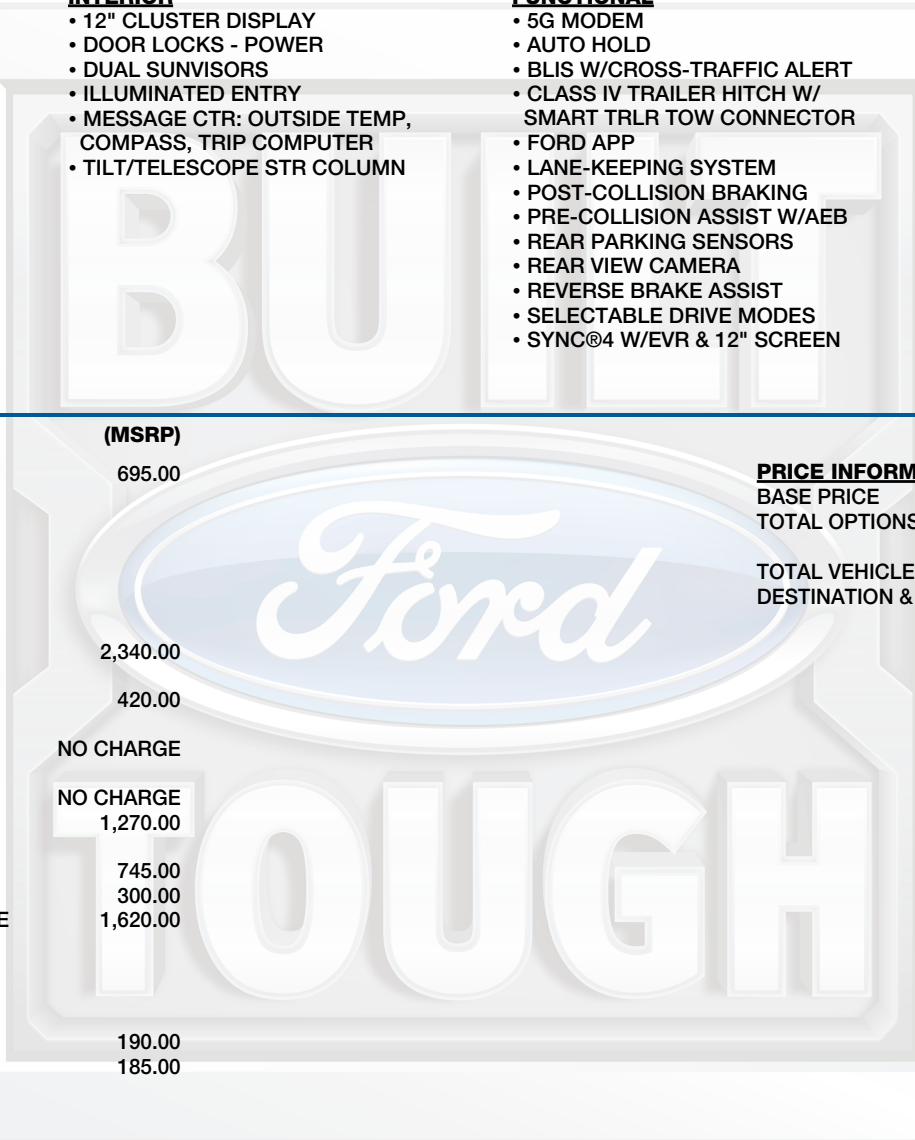 INTERIOR
• 12" CLUSTER DISPLAY
• DOOR LOCKS - POWER
• DUAL SUNVISORS
• ILLUMINATED ENTRY
• MESSAGE CTR: OUTSIDE TEMP,
COMPASS, TRIP COMPUTER
• TILT/TELESCOPE STR COLUMN
FUNCTIONAL
• 5G MODEM
• AUTO HOLD
• BLIS W/CROSS-TRAFFIC ALERT
• CLASS IV TRAILER HITCH W/
SMART TRLR TOW CONNECTOR
• FORD APP
• LANE-KEEPING SYSTEM
• POST-COLLISION BRAKING
• PRE-COLLISION ASSIST W/AEB
• REAR PARKING SENSORS
• REAR VIEW CAMERA
• REVERSE BRAKE ASSIST
• SELECTABLE DRIVE MODES
• SYNC®4 W/EVR & 12" SCREEN
BUILT
(MSRP)
695.00
2,340.00
420.00
NO CHARGE
NO CHARGE
1,270.00
745.00
300.00
E 1,620.00
190.00
185.00
Ford
TOUGH
PRICE INFORM
BASE PRICE
TOTAL OPTIONS
TOTAL VEHICLE
DESTINATION &